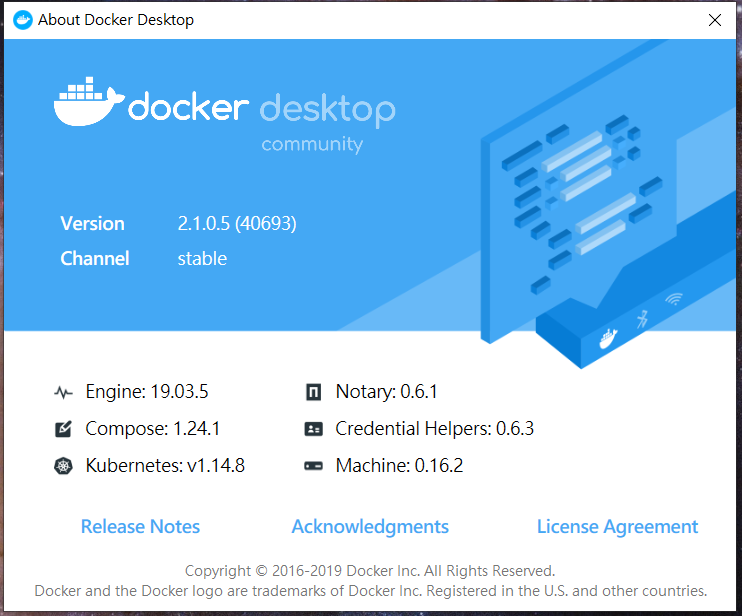 About Docker Desktop
docker desktop
community
Version 2.1.0.5 (40693)
Channel stable
Engine: 19.03.5
Notary: 0.6.1
Compose: 1.24.1
Credential Helpers: 0.6.3
Kubernetes: v1.14.8
Machine: 0.16.2
Release Notes
Acknowledgments
License Agreement
Copyright © 2016-2019 Docker Inc. All Rights Reserved.
Docker and the Docker logo are trademarks of Docker Inc. Registered in the U.S. and other countries.